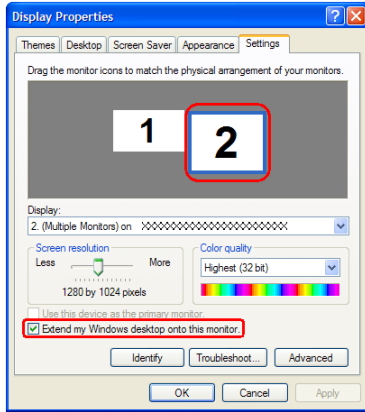 Display Properties
Themes Desktop Screen Saver Appearance Settings
Drag the monitor icons to match the physical arrangement of your monitors.
1 2
Display:
2. (Multiple Monitors) on XXXXXXXXXXXXXXXXXXXXXXXX
Screen resolution Color quality
Less More Highest (32 bit)
1280 by 1024 pixels
Use this device as the primary monitor.
Extend my Windows desktop onto this monitor.
Identify Troubleshoot... Advanced
OK Cancel Apply